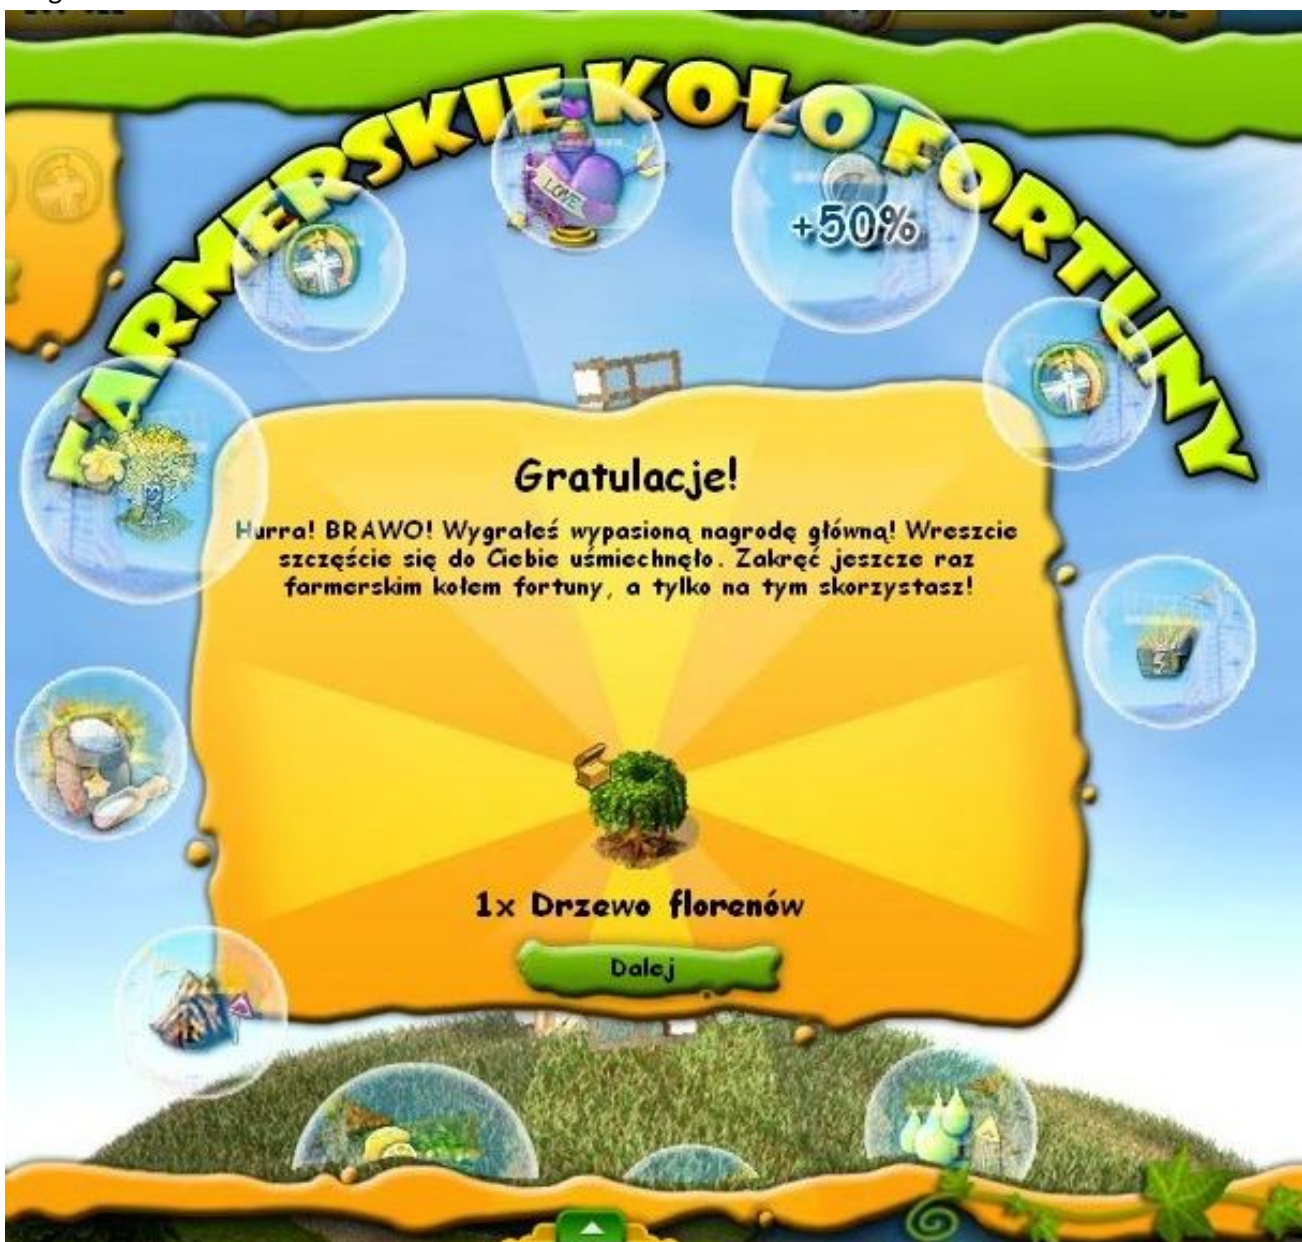 FARMERSKIE KOŁO FORTUNY
LOVE
+50%
Gratulacje!
Hurra! BRAWO! Wygrałeś wypasioną nagrodę główną! Wreszcie
szczęście się do Ciebie uśmiechnęło. Zakręć jeszcze raz
farmerskim kołem fortuny, a tylko na tym skorzystasz!
1x Drzewo florenów
Dalej